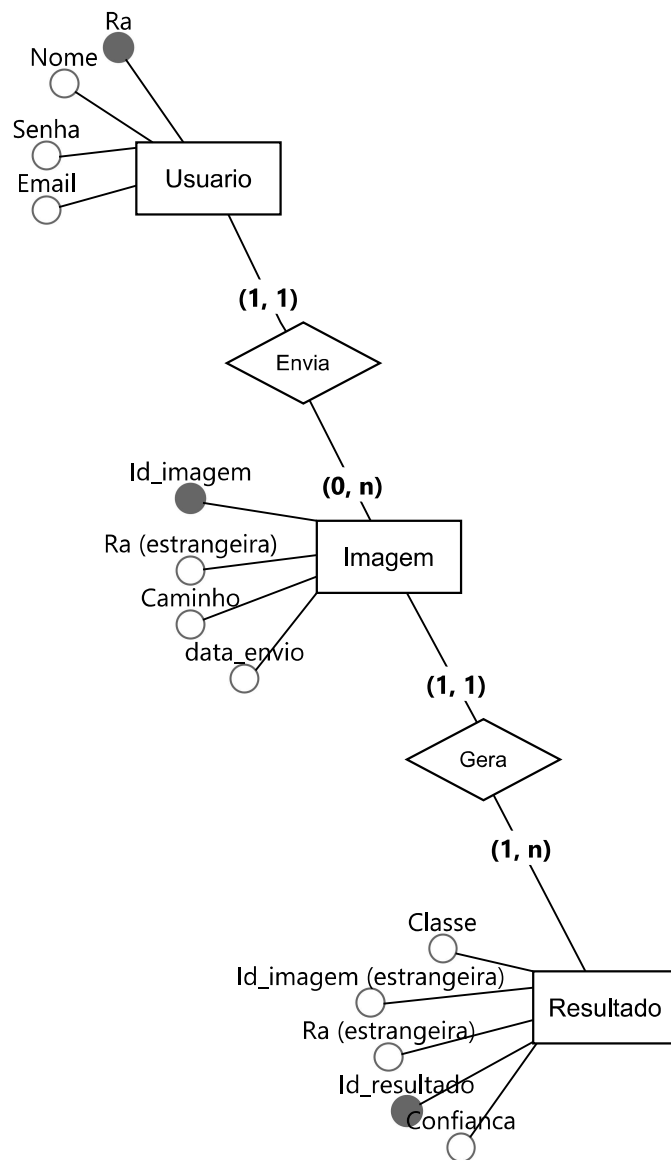 Ra
Nome
Senha
Email
Usuario
(1, 1)
Envia
(0, n)
Id_imagem
Ra (estrangeira)
Caminho
data_envio
Imagem
(1, 1)
Gera
(1, n)
Classe
Id_imagem (estrangeira)
Ra (estrangeira)
Id_resultado
Confianca
Resultado